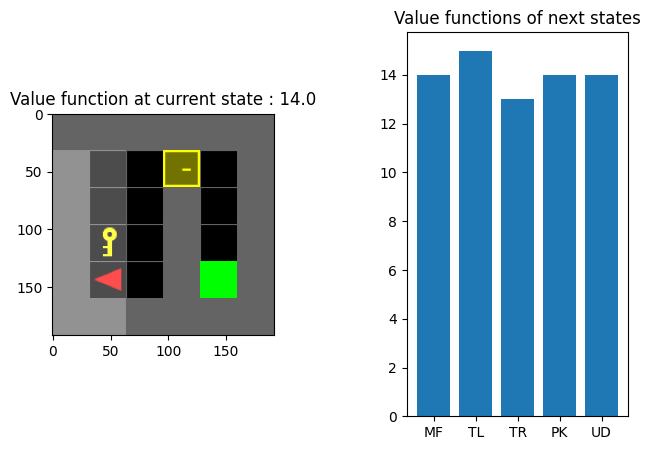 Value function at current state : 14.0
0
50
100
150
0
50
100
150
Value functions of next states
14
12
10
8
6
4
2
0
MF
TL
TR
PK
UD